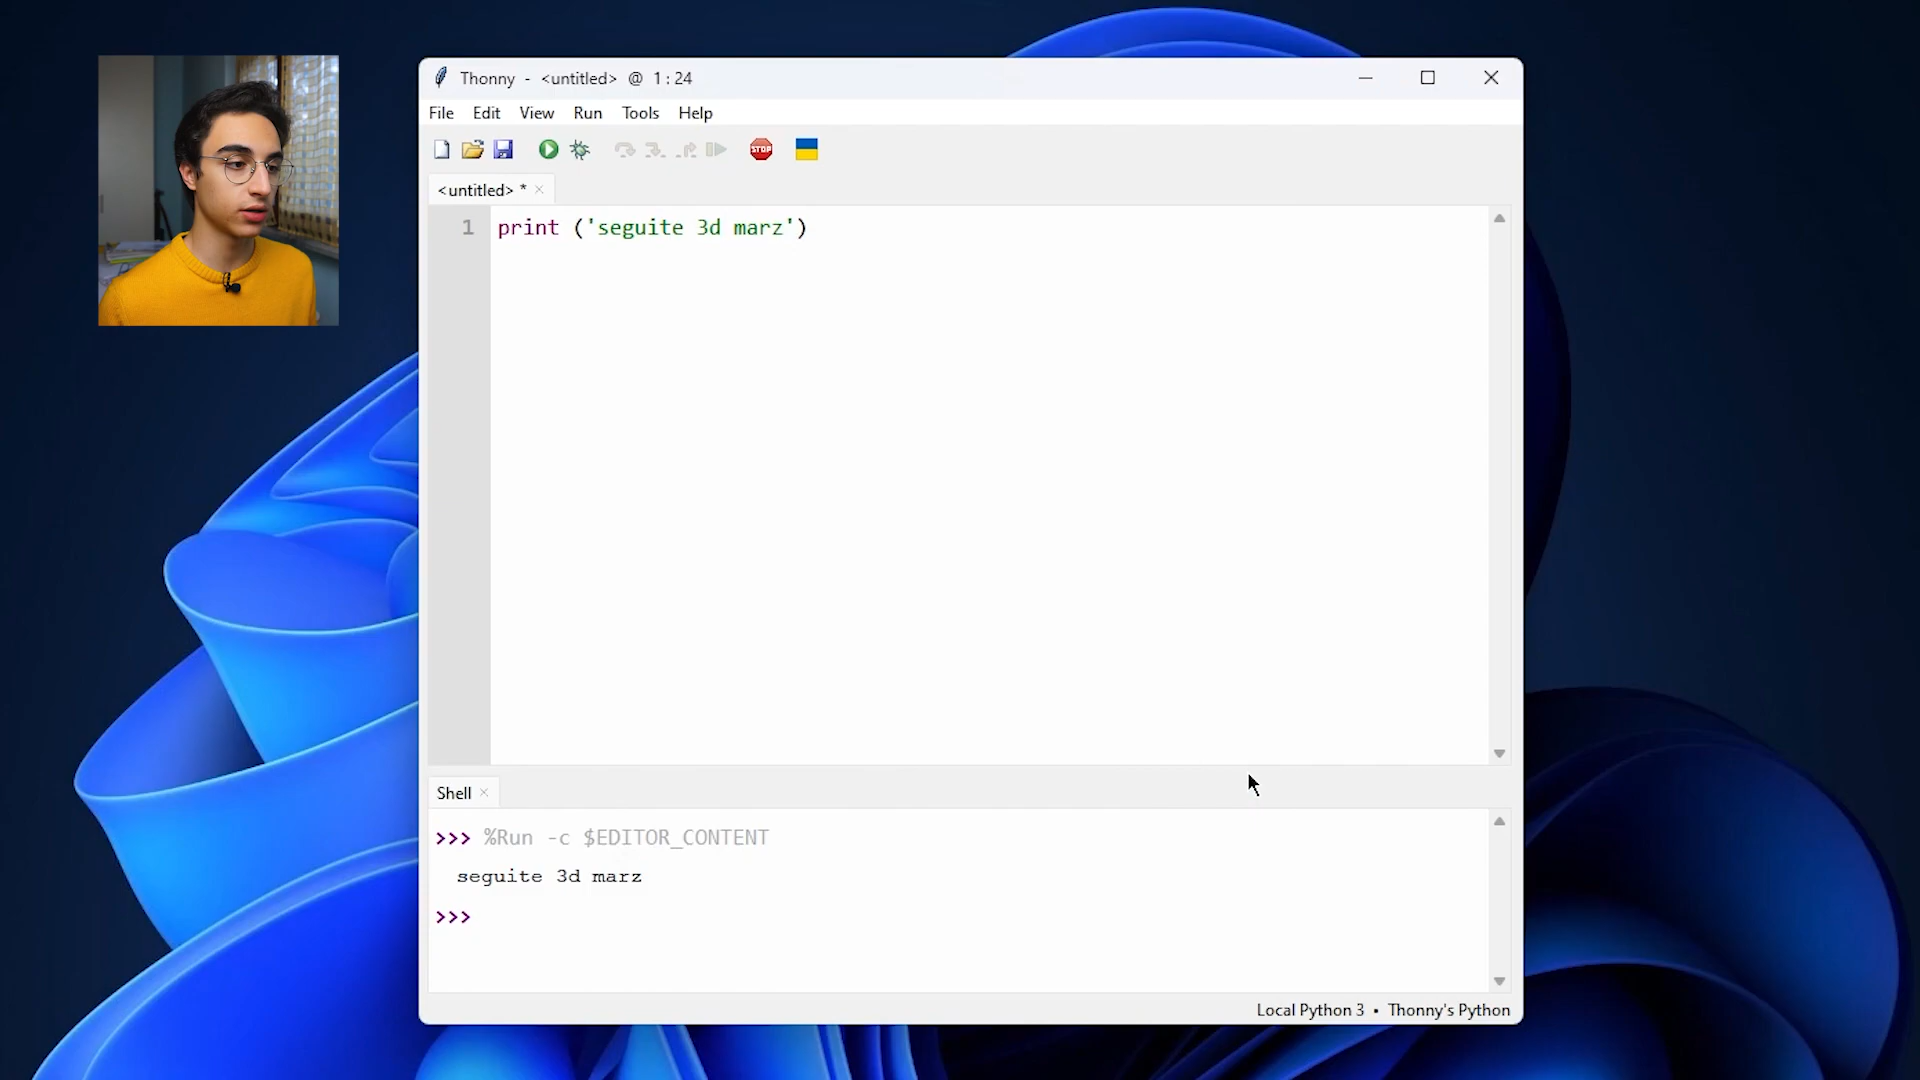 Thonny - <untitled> @ 1:24
File Edit View Run Tools Help
STOP
<untitled> *
1 print ('seguite 3d marz')
Shell
>>> %Run -c $EDITOR_CONTENT
seguite 3d marz
>>>
Local Python 3 • Thonny's Python